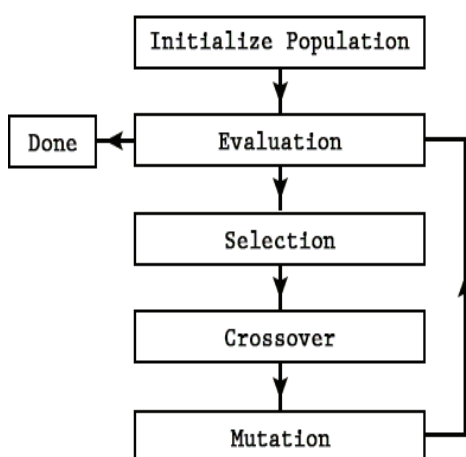 Initialize Population
Done
Evaluation
Selection
Crossover
Mutation